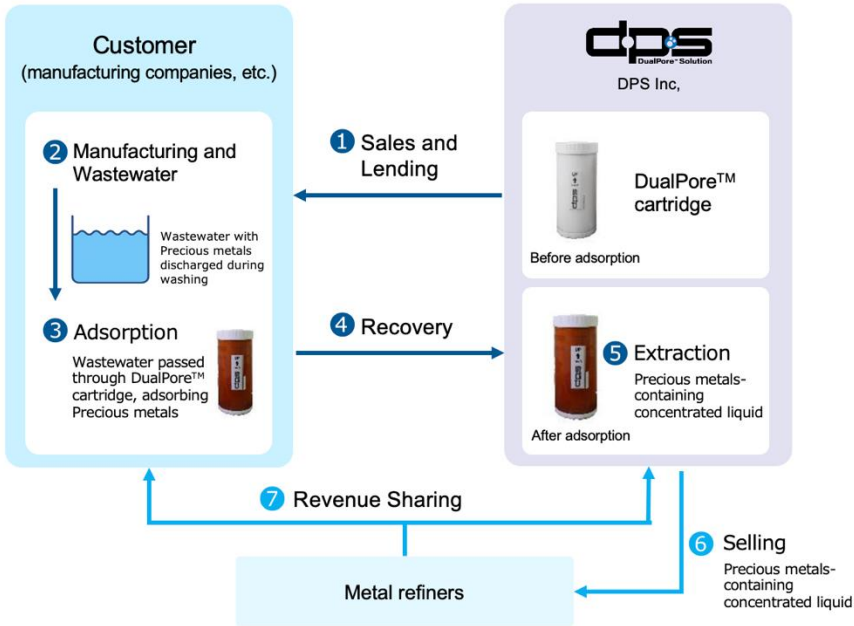 Customer
(manufacturing companies, etc.)
2 Manufacturing and
Wastewater
Wastewater with
Precious metals
discharged during
washing
3 Adsorption
Wastewater passed
through DualPore™
cartridge, adsorbing
Precious metals
1 Sales and
Lending
4 Recovery
dps
DualPore™ Solution
DPS Inc,
DualPore™
cartridge
Before adsorption
5 Extraction
Precious metals-
containing
concentrated liquid
After adsorption
7 Revenue Sharing
6 Selling
Precious metals-
containing
concentrated liquid
Metal refiners